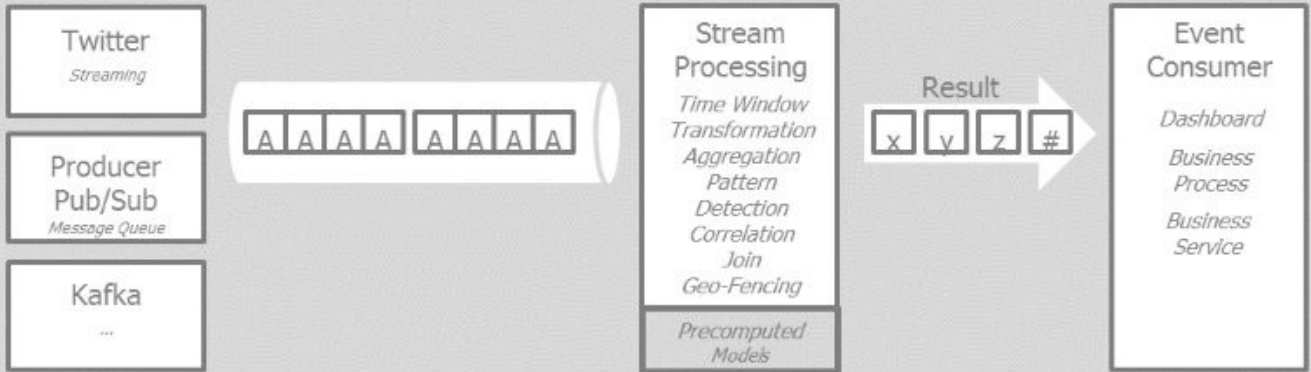 Twitter
Streaming
Producer
Pub/Sub
Message Queue
Kafka
...
A A A A A A A A
Stream
Processing
Time Window
Transformation
Aggregation
Pattern
Detection
Correlation
Join
Geo-Fencing
Precomputed
Models
Result
x y z #
Event
Consumer
Dashboard
Business
Process
Business
Service